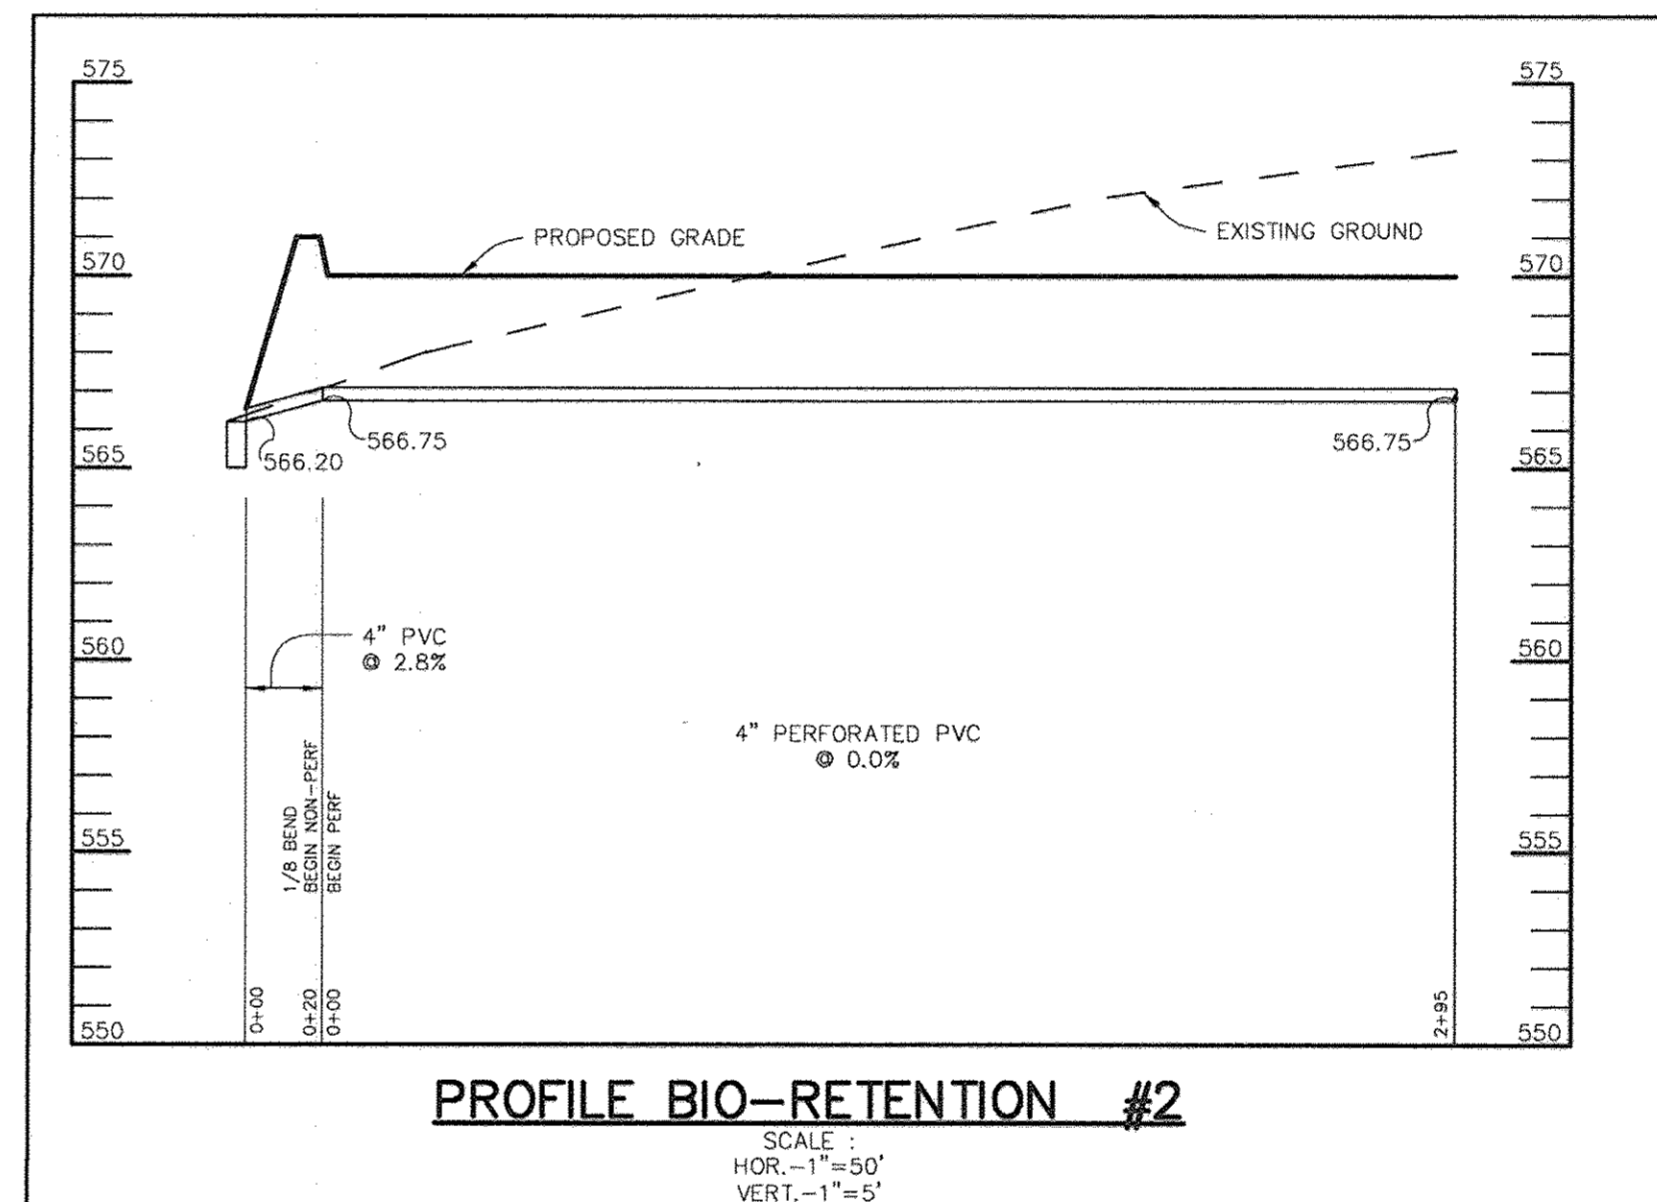 575
575
PROPOSED GRADE
EXISTING GROUND
570
570
566.75
566.75
566.20
565
565
4" PVC
@ 2.8%
560
560
4" PERFORATED PVC
@ 0.0%
1/8 BEND
BEGIN NON-PERF
BEGIN PERF
555
555
0+00
0+20
0+00
2+95
550
550
PROFILE BIO-RETENTION #2
SCALE :
HOR.-1"=50'
VERT.-1"=5'